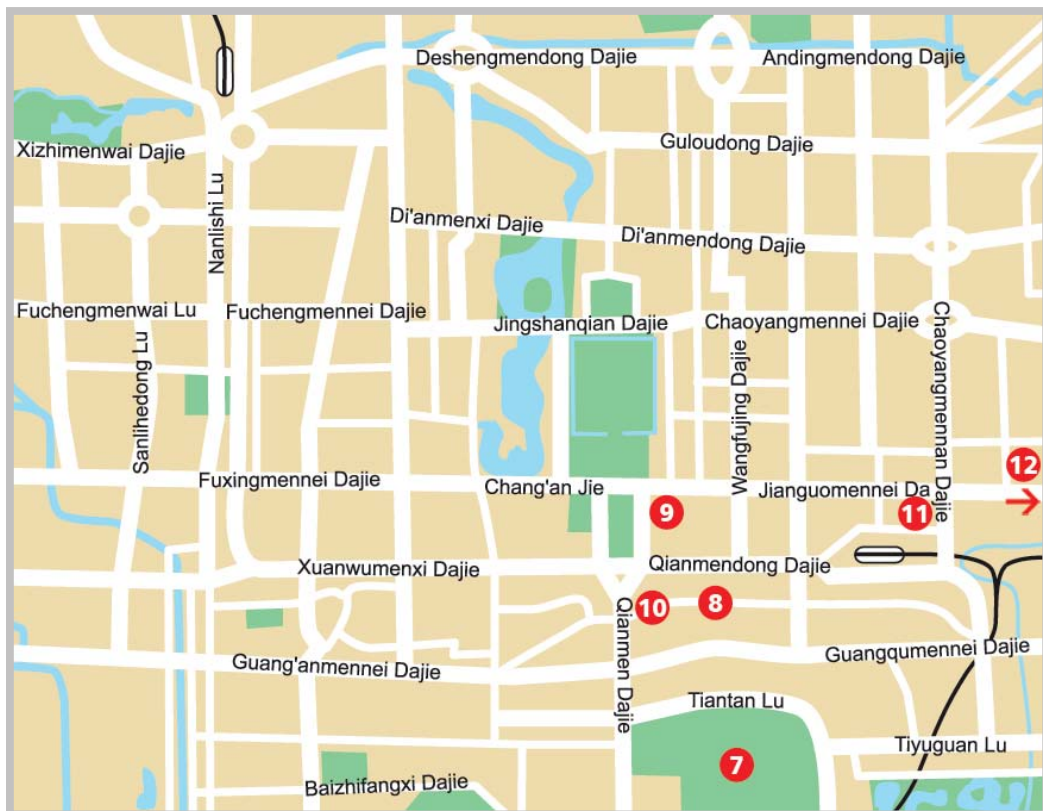 Deshengmendong Dajie
Andingmendong Dajie
Xizhimenwai Dajie
Guloudong Dajie
Nanlishi Lu
Di'anmenxi Dajie
Di'anmendong Dajie
Fuchengmenwai Lu
Fuchengmennei Dajie
Jingshanqian Dajie
Chaoyangmennei Dajie
Chaoyangmennan Dajie
Sanlihedong Lu
Wangfujing Dajie
12
Fuxingmennei Dajie
Chang'an Jie
Jianguomennei Da
9
11
Xuanwumenxi Dajie
Qianmendong Dajie
10
8
Qianmen Dajie
Guang'anmennei Dajie
Guangqumennei Dajie
Tiantan Lu
Tiyuguan Lu
7
Baizhifangxi Dajie